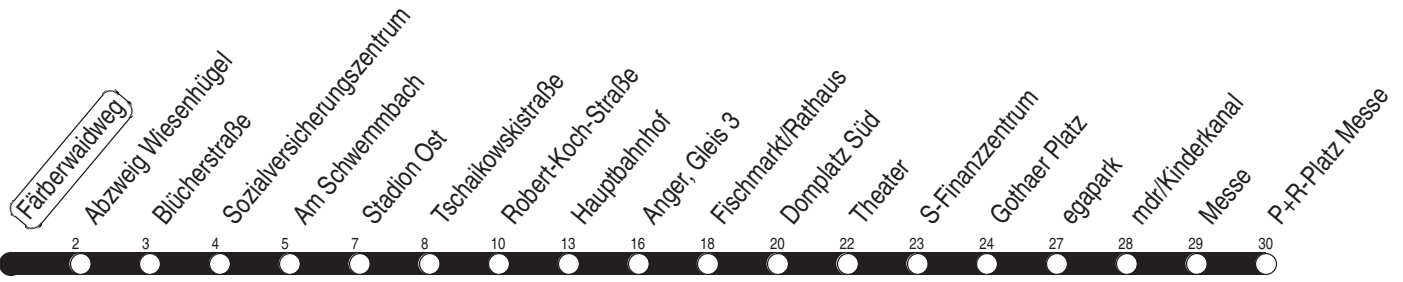 Färberwaidweg
Abzweig Wiesenhügel
Blücherstraße
Sozialversicherungszentrum
Am Schwemmbach
Stadion Ost
Tschaikowskistraße
Robert-Koch-Straße
Hauptbahnhof
Anger, Gleis 3
Fischmarkt/Rathaus
Domplatz Süd
Theater
S-Finanzzentrum
Gothaer Platz
egapark
mdr/Kinderkanal
Messe
P+R-Platz Messe
2 3 4 5 7 8 10 13 16 18 20 22 23 24 27 28 29 30